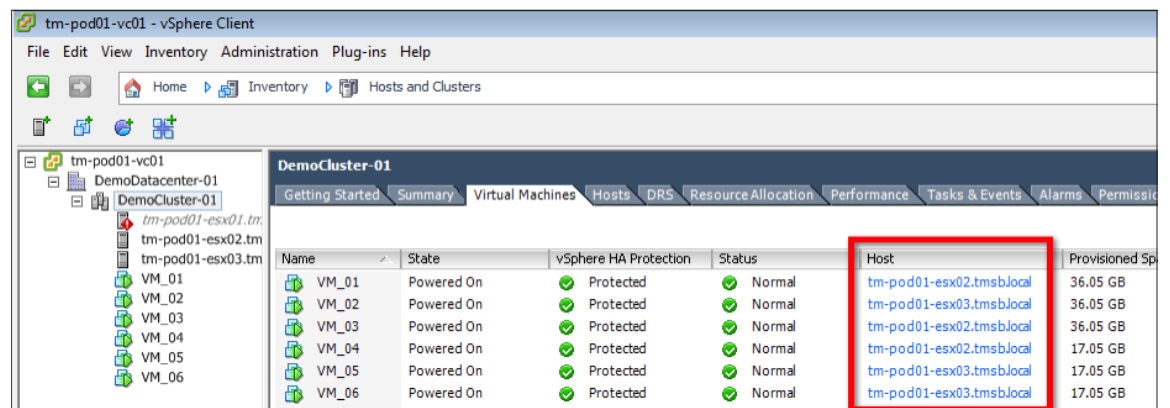 tm-pod01-vc01 - vSphere Client
File Edit View Inventory Administration Plug-ins Help
Home Inventory Hosts and Clusters
tm-pod01-vc01
DemoDatacenter-01
DemoCluster-01
tm-pod01-esx01.tm
tm-pod01-esx02.tm
tm-pod01-esx03.tm
VM_01
VM_02
VM_03
VM_04
VM_05
VM_06
DemoCluster-01
Getting Started Summary Virtual Machines Hosts DRS Resource Allocation Performance Tasks & Events Alarms Permissio
Name State vSphere HA Protection Status Host Provisioned Spa
VM_01 Powered On Protected Normal tm-pod01-esx02.tmsb.local 36.05 GB
VM_02 Powered On Protected Normal tm-pod01-esx03.tmsb.local 36.05 GB
VM_03 Powered On Protected Normal tm-pod01-esx02.tmsb.local 36.05 GB
VM_04 Powered On Protected Normal tm-pod01-esx02.tmsb.local 17.05 GB
VM_05 Powered On Protected Normal tm-pod01-esx03.tmsb.local 17.05 GB
VM_06 Powered On Protected Normal tm-pod01-esx03.tmsb.local 17.05 GB